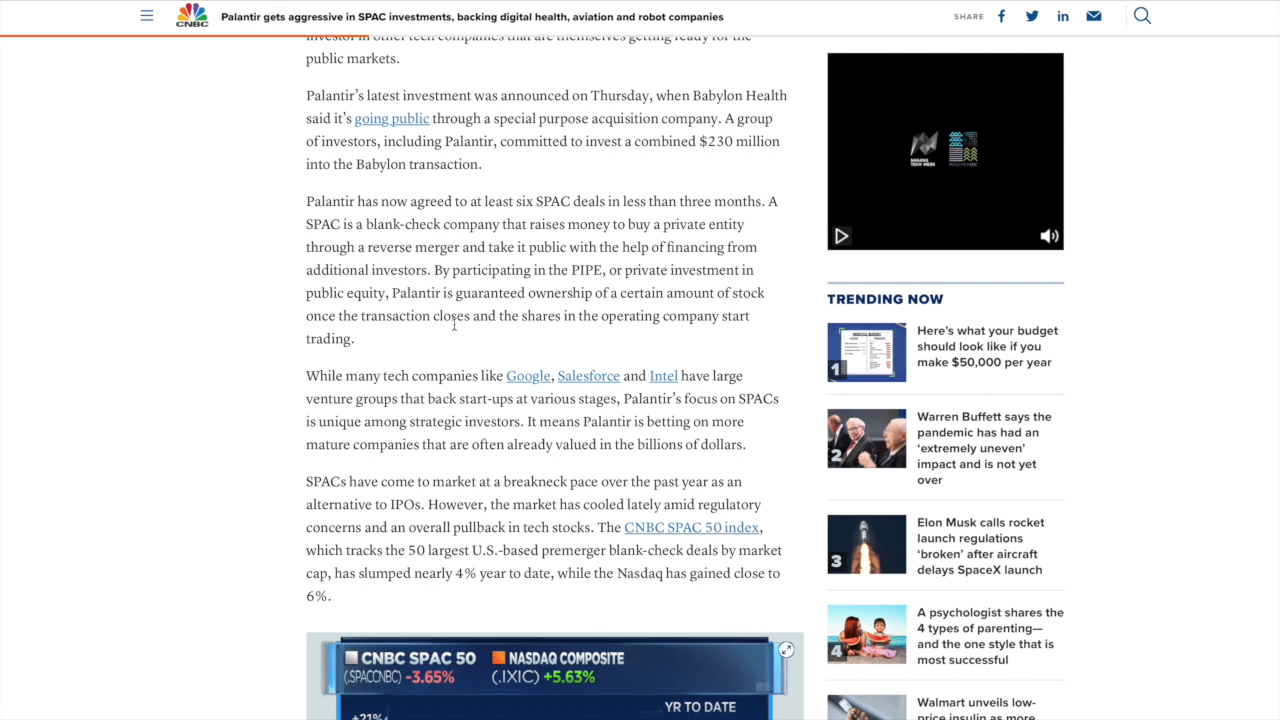 CNBC
Palantir gets aggressive in SPAC investments, backing digital health, aviation and robot companies
SHARE
investor in other tech companies that are themselves getting ready for the
public markets.
Palantir’s latest investment was announced on Thursday, when Babylon Health
said it’s going public through a special purpose acquisition company. A group
of investors, including Palantir, committed to invest a combined $230 million
into the Babylon transaction.
Palantir has now agreed to at least six SPAC deals in less than three months. A
SPAC is a blank-check company that raises money to buy a private entity
through a reverse merger and take it public with the help of financing from
additional investors. By participating in the PIPE, or private investment in
public equity, Palantir is guaranteed ownership of a certain amount of stock
once the transaction closes and the shares in the operating company start
trading.
While many tech companies like Google, Salesforce and Intel have large
venture groups that back start-ups at various stages, Palantir’s focus on SPACs
is unique among strategic investors. It means Palantir is betting on more
mature companies that are often already valued in the billions of dollars.
SPACs have come to market at a breakneck pace over the past year as an
alternative to IPOs. However, the market has cooled lately amid regulatory
concerns and an overall pullback in tech stocks. The CNBC SPAC 50 index,
which tracks the 50 largest U.S.-based premerger blank-check deals by market
cap, has slumped nearly 4% year to date, while the Nasdaq has gained close to
6%.
CNBC SPAC 50
(.SPACCNBC) -3.65%
NASDAQ COMPOSITE
(.IXIC) +5.63%
YR TO DATE
+21%
NANJING
TECH WEEK
TRENDING NOW
1
Here’s what your budget
should look like if you
make $50,000 per year
2
Warren Buffett says the
pandemic has had an
‘extremely uneven’
impact and is not yet
over
3
Elon Musk calls rocket
launch regulations
‘broken’ after aircraft
delays SpaceX launch
4
A psychologist shares the
4 types of parenting—
and the one style that is
most successful
Walmart unveils low-
price insulin as more